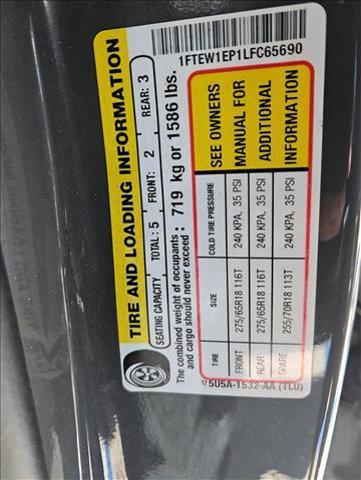 1FTEW1EP1LFC65690
TIRE AND LOADING INFORMATION
SEATING CAPACITY TOTAL: 5 FRONT: 2 REAR: 3
The combined weight of occupants and cargo should never exceed : 719 kg or 1586 lbs.
TIRE SIZE COLD TIRE PRESSURE
FRONT 275/65R18 116T 240 KPA, 35 PSI
REAR 275/65R18 116T 240 KPA, 35 PSI
SPARE 255/70R18 113T 240 KPA, 35 PSI
SEE OWNERS
MANUAL FOR
ADDITIONAL
INFORMATION
5U5A-1532-AA (TLU)